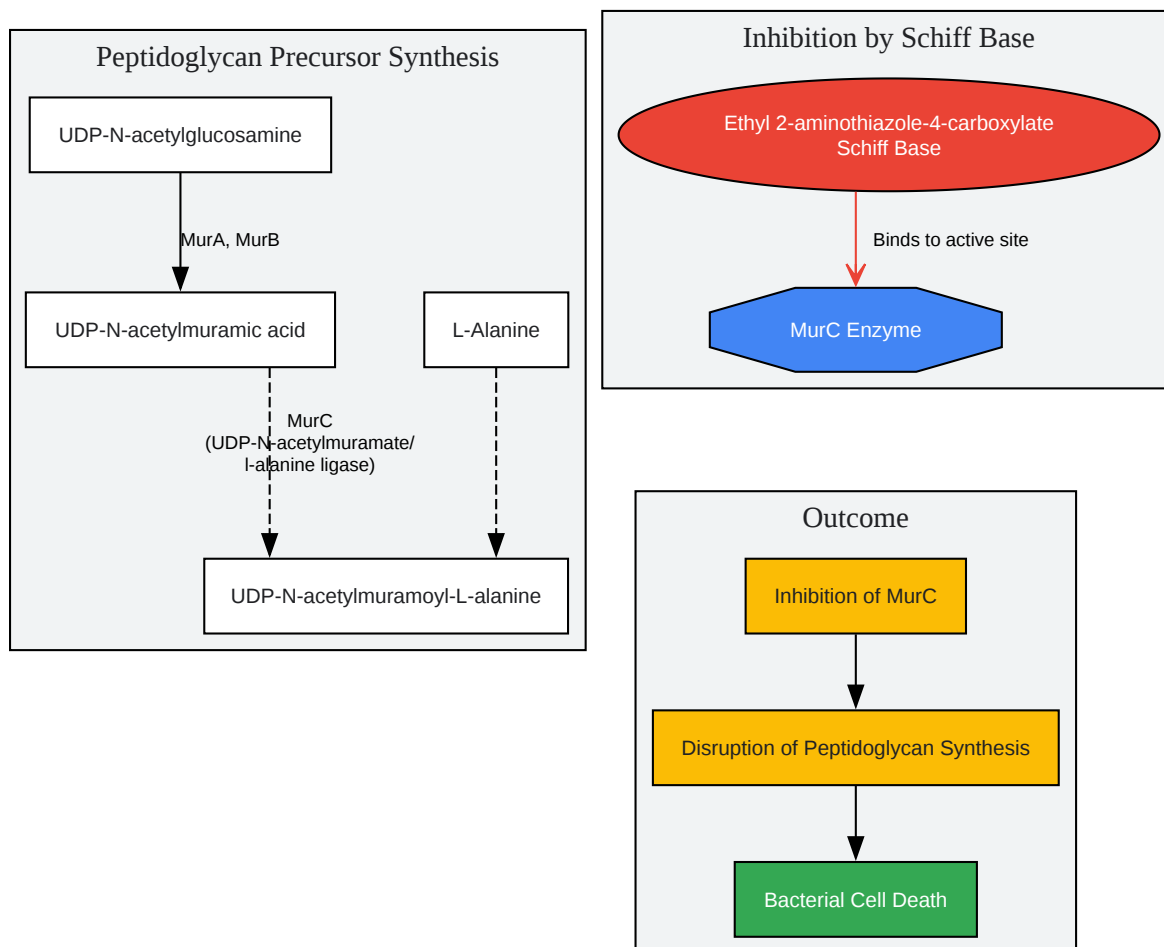 Peptidoglycan Precursor Synthesis
UDP-N-acetylglucosamine
MurA, MurB
UDP-N-acetylmuramic acid
L-Alanine
MurC
(UDP-N-acetylmuramate/
l-alanine ligase)
UDP-N-acetylmuramoyl-L-alanine
Inhibition by Schiff Base
Ethyl 2-aminothiazole-4-carboxylate
Schiff Base
Binds to active site
MurC Enzyme
Outcome
Inhibition of MurC
Disruption of Peptidoglycan Synthesis
Bacterial Cell Death